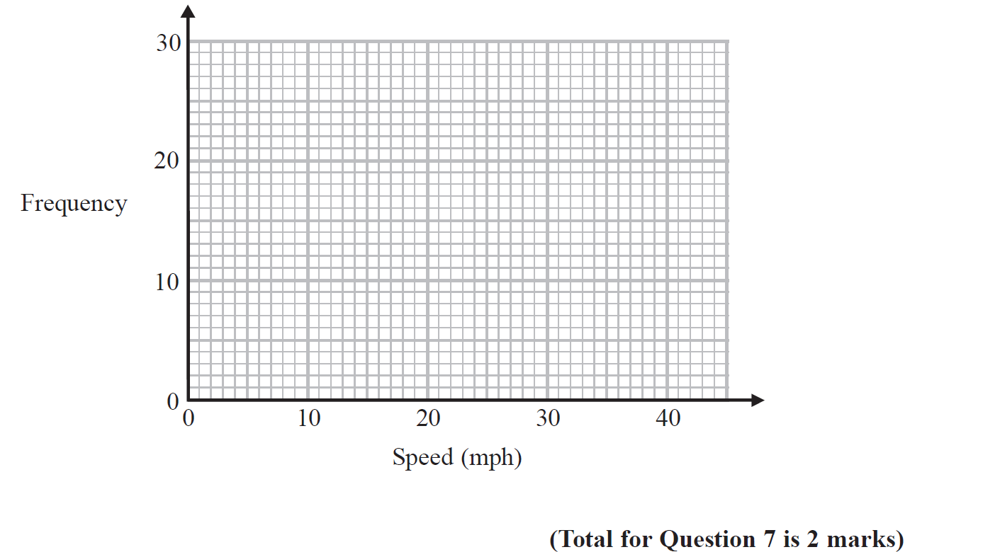 30
20
Frequency
10
0
0 10 20 30 40
Speed (mph)
(Total for Question 7 is 2 marks)